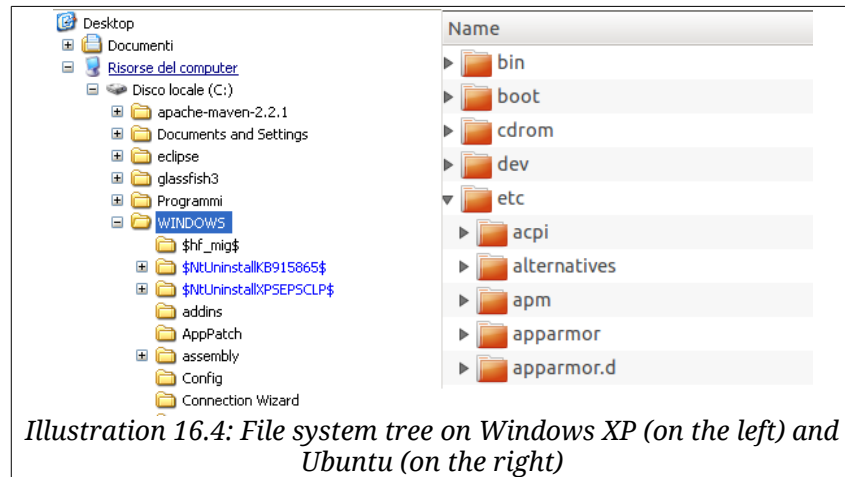 Desktop
Documenti
Risorse del computer
Disco locale (C:)
apache-maven-2.2.1
Documents and Settings
eclipse
glassfish3
Programmi
WINDOWS
$hf_mig$
$NtUninstallKB915865$
$NtUninstallXPSEPSCLP$
addins
AppPatch
assembly
Config
Connection Wizard
Name
bin
boot
cdrom
dev
etc
acpi
alternatives
apm
apparmor
apparmor.d
Illustration 16.4: File system tree on Windows XP (on the left) and
Ubuntu (on the right)